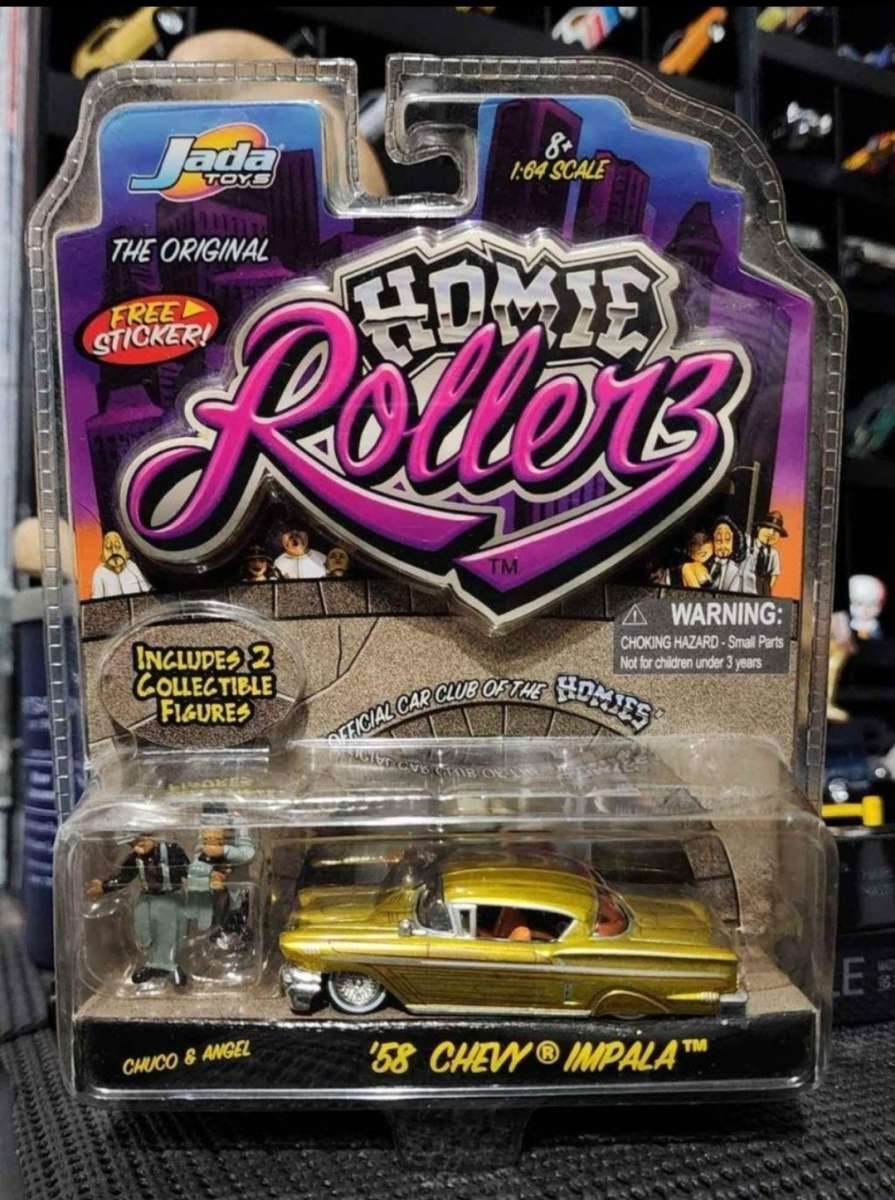 Jada
TOYS
8+
1:64 SCALE
THE ORIGINAL
HOMIE
Rollerz
TM
FREE
STICKER!
WARNING:
CHOKING HAZARD - Small Parts
Not for children under 3 years
INCLUDES 2
COLLECTIBLE
FIGURES
OFFICIAL CAR CLUB OF THE HOMIES
CHUCO & ANGEL
'58 CHEVY® IMPALA™